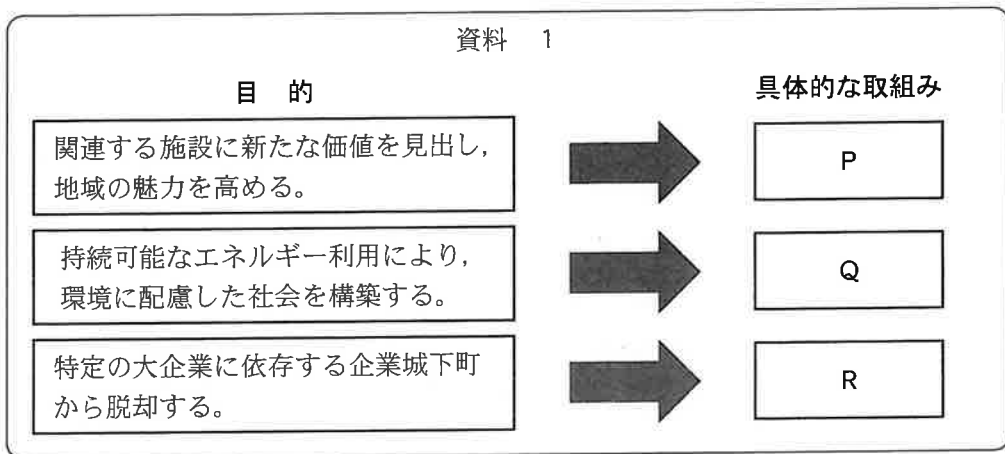 資料 1
目 的
具体的な取組み
関連する施設に新たな価値を見出し，
地域の魅力を高める。
P
持続可能なエネルギー利用により，
環境に配慮した社会を構築する。
Q
特定の大企業に依存する企業城下町
から脱却する。
R